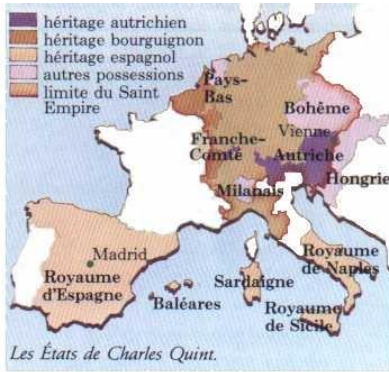 héritage autrichien
héritage bourguignon
héritage espagnol
autres possessions
limite du Saint
Empire
Pays-
Bas
Bohême
Vienne
Franche-
Comté
Autriche
Hongrie
Milanais
Madrid
Royaume
d'Espagne
Baléares
Sardaigne
Royaume
de Naples
Royaume
de Sicile
Les États de Charles Quint.